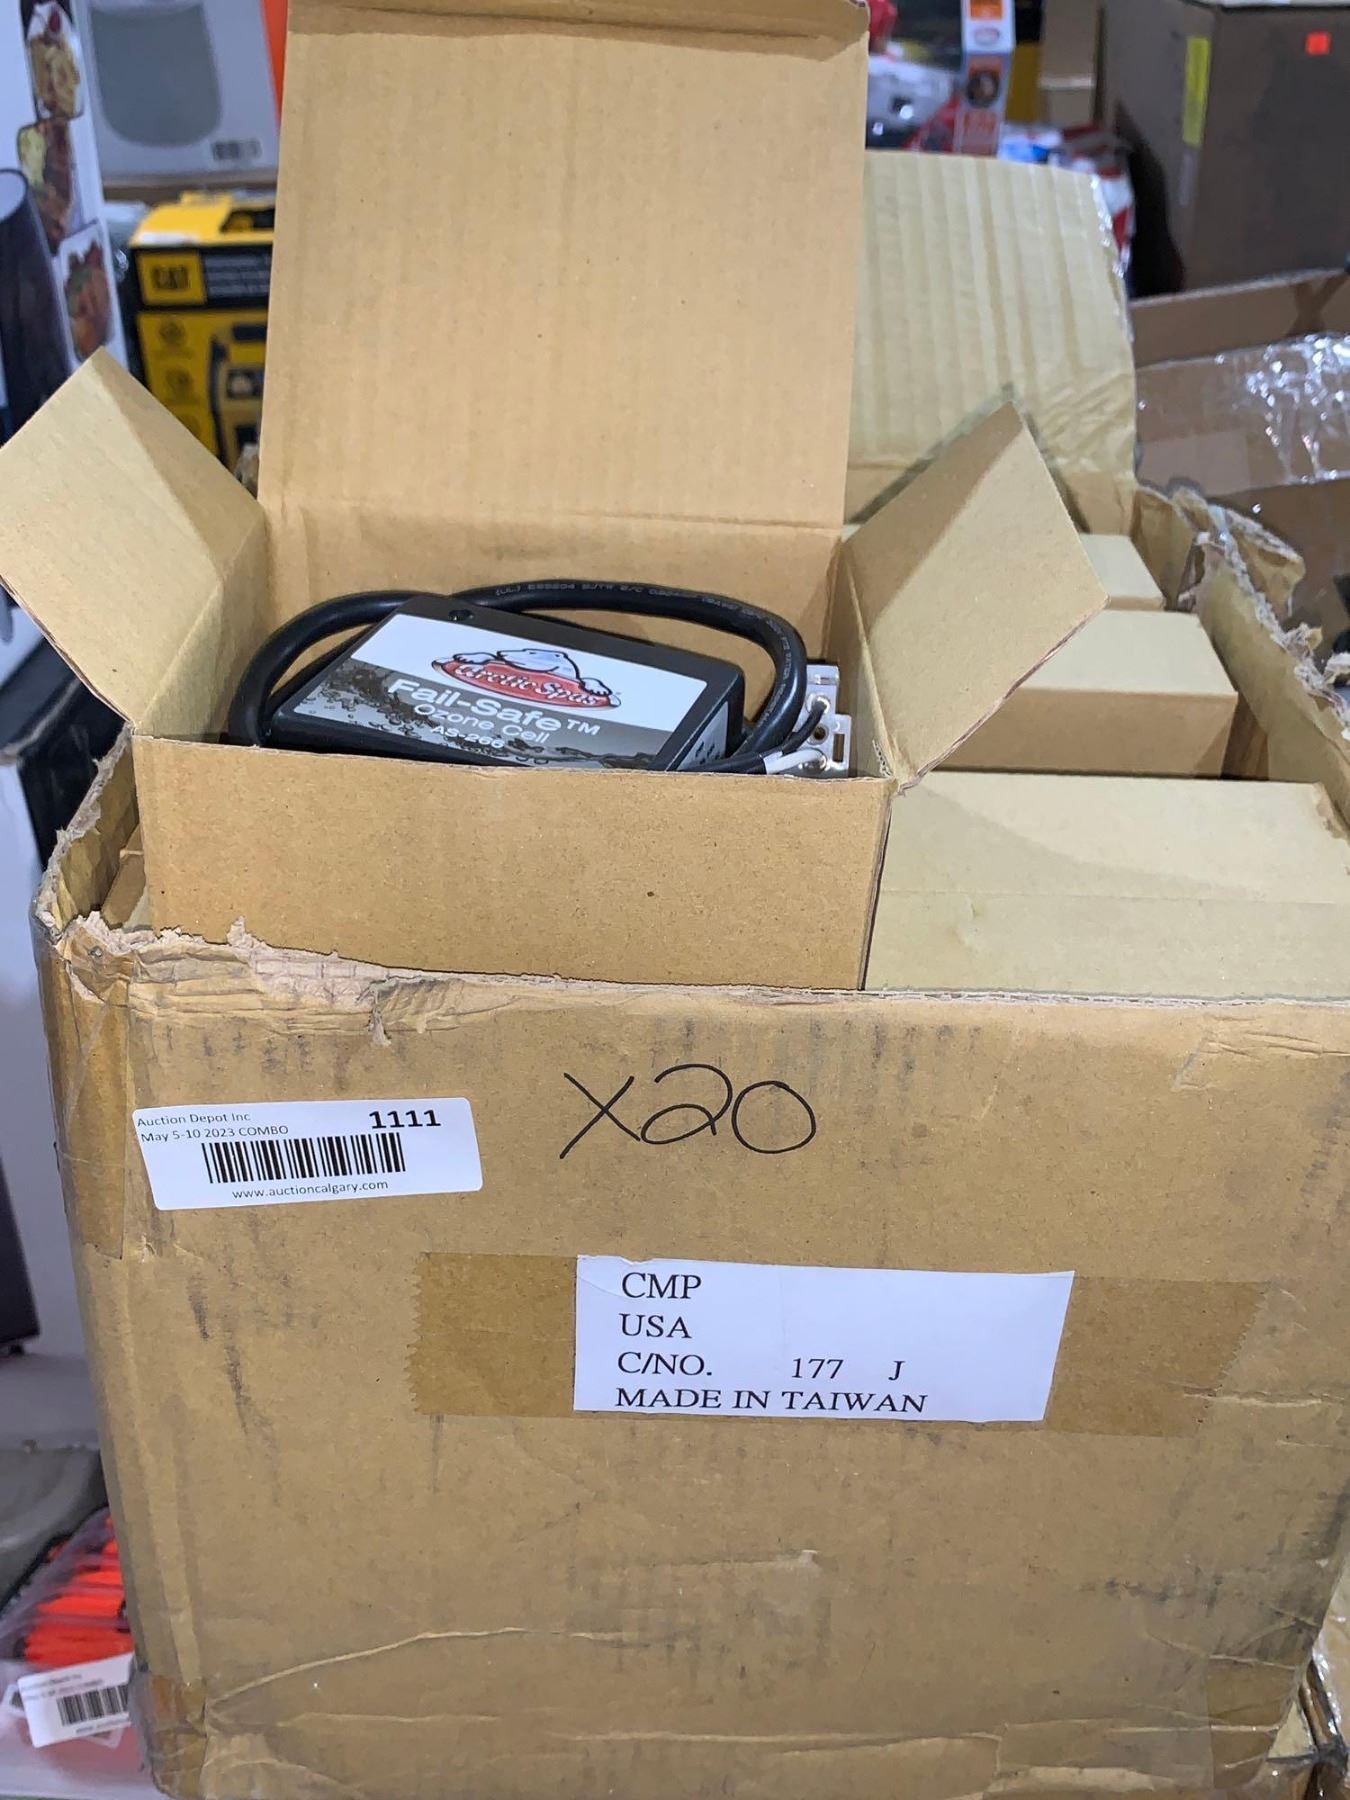 CAT
Arctic Spas
Fail-Safe™
Ozone Cell
AS-266
X20
Auction Depot Inc
1111
May 5-10 2023 COMBO
www.auctioncalgary.com
CMP
USA
C/NO. 177 J
MADE IN TAIWAN